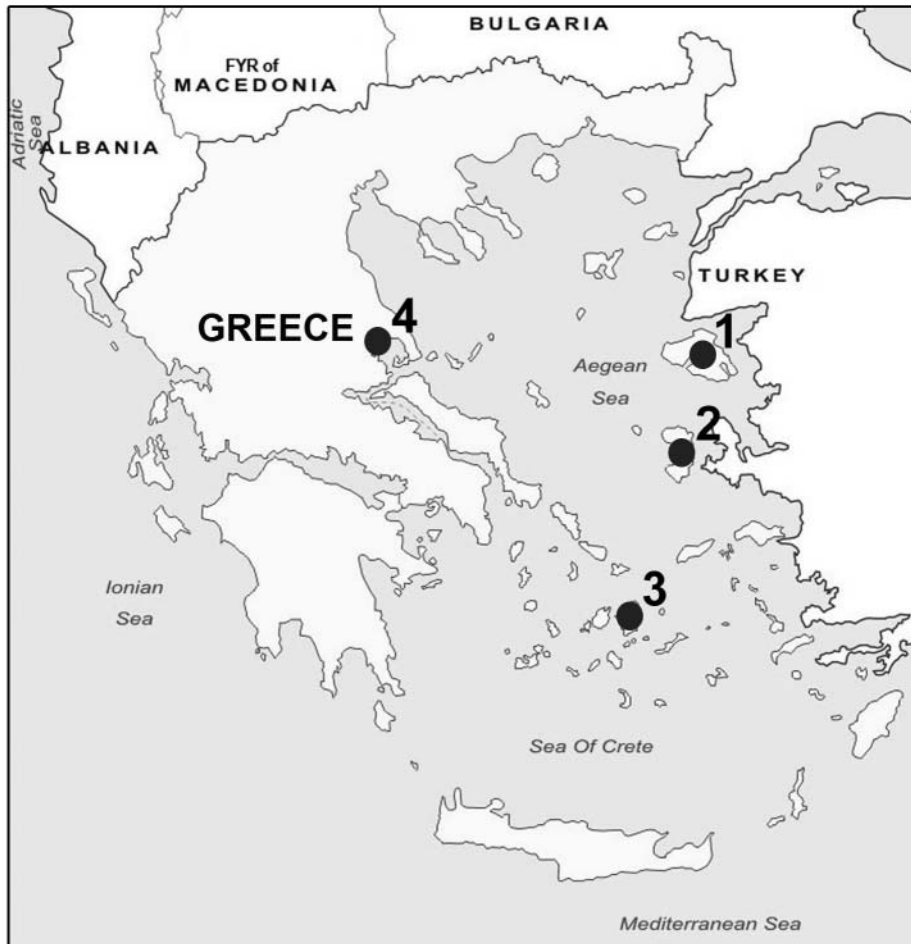 BULGARIA
FYR of
MACEDONIA
Adriatic
Sea
ALBANIA
TURKEY
GREECE
4
1
Aegean
Sea
2
3
Ionian
Sea
Sea Of Crete
Mediterranean Sea